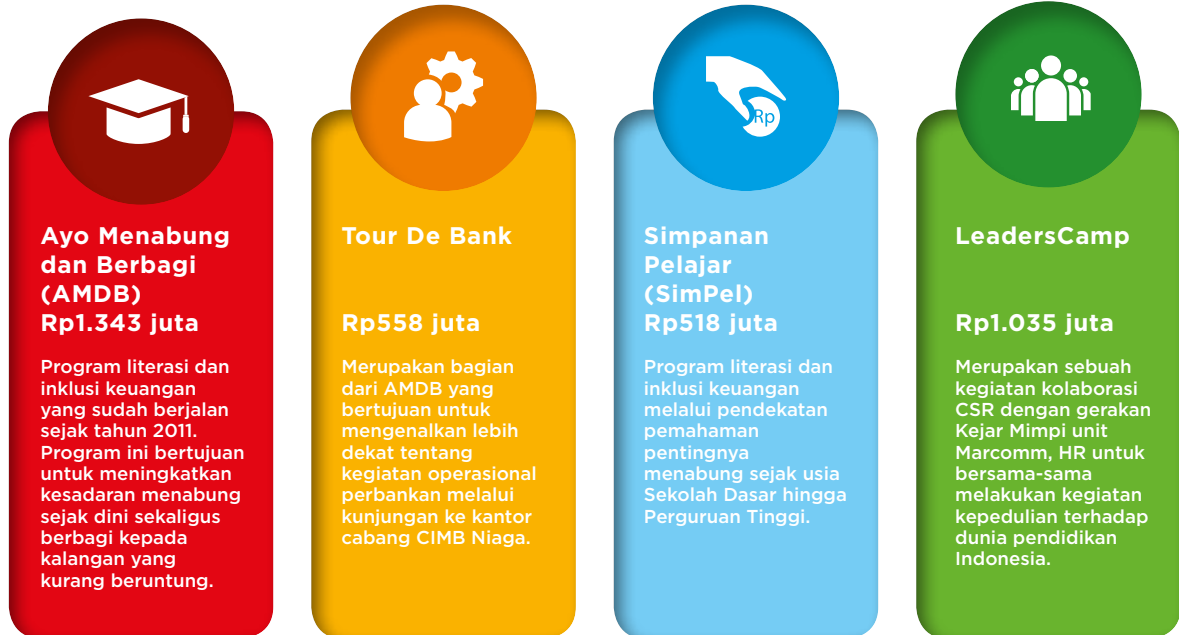 Ayo Menabung
dan Berbagi
(AMDB)
Rp1.343 juta
Program literasi dan
inklusi keuangan
yang sudah berjalan
sejak tahun 2011.
Program ini bertujuan
untuk meningkatkan
kesadaran menabung
sejak dini sekaligus
berbagi kepada
kalangan yang
kurang beruntung.
Tour De Bank
Rp558 juta
Merupakan bagian
dari AMDB yang
bertujuan untuk
mengenalkan lebih
dekat tentang
kegiatan operasional
perbankan melalui
kunjungan ke kantor
cabang CIMB Niaga.
Rp
Simpanan
Pelajar
(SimPel)
Rp518 juta
Program literasi dan
inklusi keuangan
melalui pendekatan
pemahaman
pentingnya
menabung sejak usia
Sekolah Dasar hingga
Perguruan Tinggi.
LeadersCamp
Rp1.035 juta
Merupakan sebuah
kegiatan kolaborasi
CSR dengan gerakan
Kejar Mimpi unit
Marcomm, HR untuk
bersama-sama
melakukan kegiatan
kepedulian terhadap
dunia pendidikan
Indonesia.